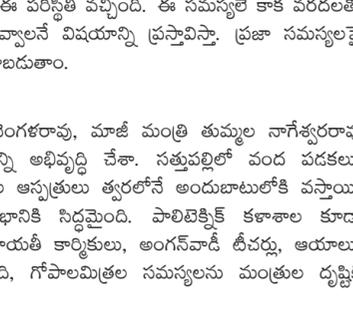 ఈ పరిస్థితి వచ్చింది. ఈ సమస్యలే కాక వరదలతో
వ్వాలనే విషయాన్ని ప్రస్తావిస్తా. ప్రజా సమస్యలపై
బడుతాం.
వెంగళరావు, మాజీ మంత్రి తుమ్మల నాగేశ్వరరావు
న్ని అభివృద్ధి చేశా. సత్తుపల్లిలో వంద పడకలు
ల ఆస్పత్రులు త్వరలోనే అందుబాటులోకి వస్తాయి
భానికి సిద్ధమైంది. పాలిటెక్నిక్ కళాశాల కూడ
ాయతీ కార్మికులు, అంగన్‌వాడీ టీచర్లు, ఆయాలు
ది, గోపాలమిత్రల సమస్యలను మంత్రుల దృష్టికి